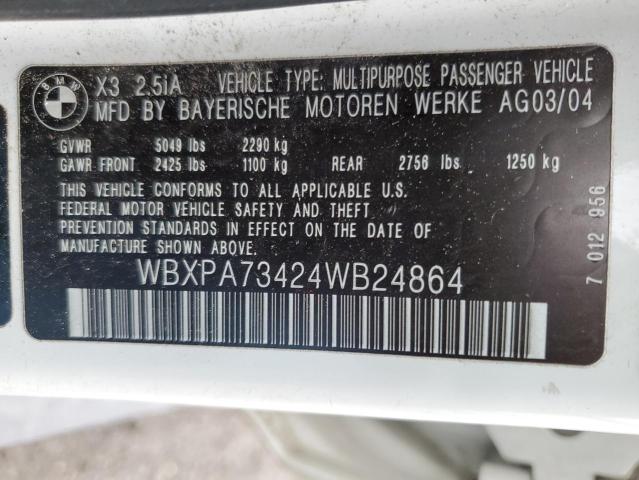 BMW
X3 2.5iA VEHICLE TYPE: MULTIPURPOSE PASSENGER VEHICLE
MFD BY BAYERISCHE MOTOREN WERKE AG03/04
GVWR 5049 lbs 2290 kg
GAWR FRONT 2425 lbs 1100 kg REAR 2756 lbs 1250 kg
THIS VEHICLE CONFORMS TO ALL APPLICABLE U.S.
FEDERAL MOTOR VEHICLE SAFETY AND THEFT
PREVENTION STANDARDS IN EFFECT ON THE DATE OF
MANUFACTURE SHOWN ABOVE.
WBXPA73424WB24864
7 012 956